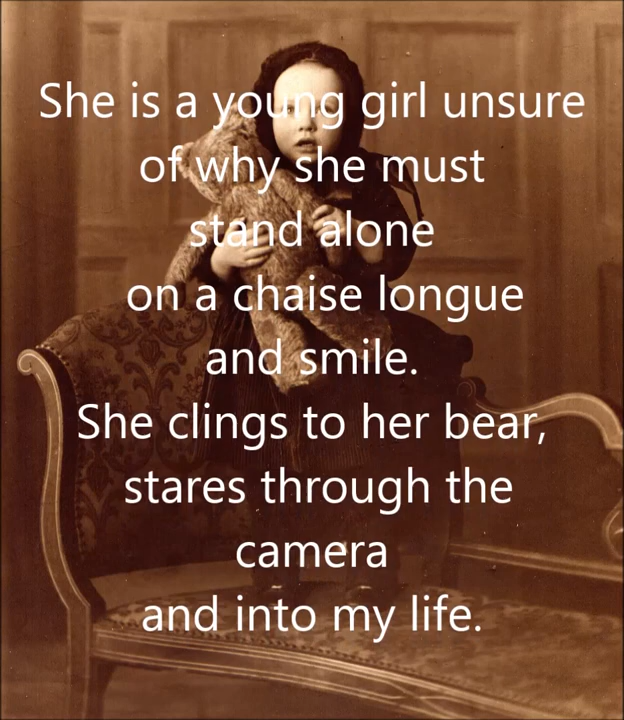 She is a young girl unsure
of why she must
stand alone
on a chaise longue
and smile.
She clings to her bear,
stares through the
camera
and into my life.